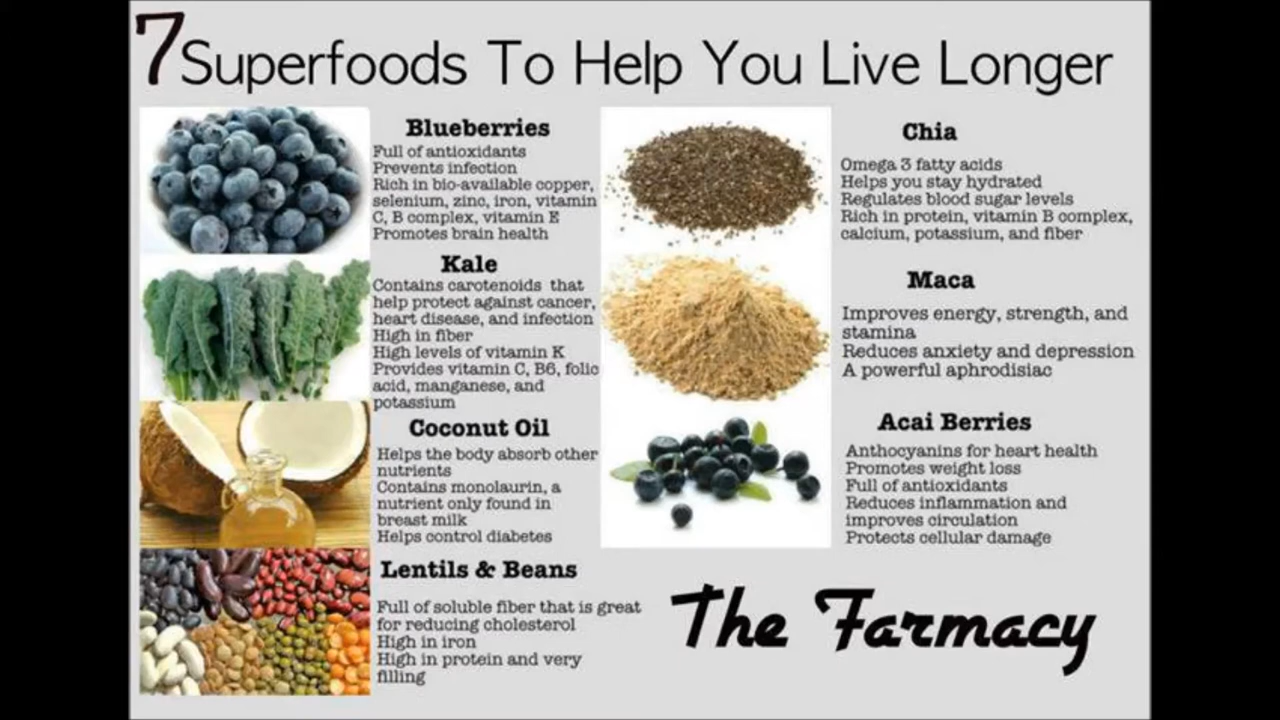 7 Superfoods To Help You Live Longer
Blueberries
Full of antioxidants
Prevents infection
Rich in bio-available copper,
selenium, zinc, iron, vitamin
C, B complex, vitamin E
Promotes brain health
Kale
Contains carotenoids that
help protect against cancer,
heart disease, and infection
High in fiber
High levels of vitamin K
Provides vitamin C, B6, folic
acid, manganese, and
potassium
Coconut Oil
Helps the body absorb other
nutrients
Contains monolaurin, a
nutrient only found in
breast milk
Helps control diabetes
Lentils & Beans
Full of soluble fiber that is great
for reducing cholesterol
High in iron
High in protein and very
filling
Chia
Omega 3 fatty acids
Helps you stay hydrated
Regulates blood sugar levels
Rich in protein, vitamin B complex,
calcium, potassium, and fiber
Maca
Improves energy, strength, and
stamina
Reduces anxiety and depression
A powerful aphrodisiac
Acai Berries
Anthocyanins for heart health
Promotes weight loss
Full of antioxidants
Reduces inflammation and
improves circulation
Protects cellular damage
The Farmacy